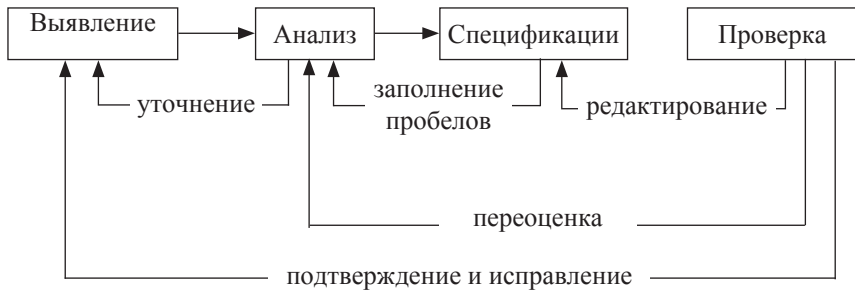 Выявление
Анализ
Спецификации
Проверка
уточнение
заполнение
пробелов
редактирование
переоценка
подтверждение и исправление